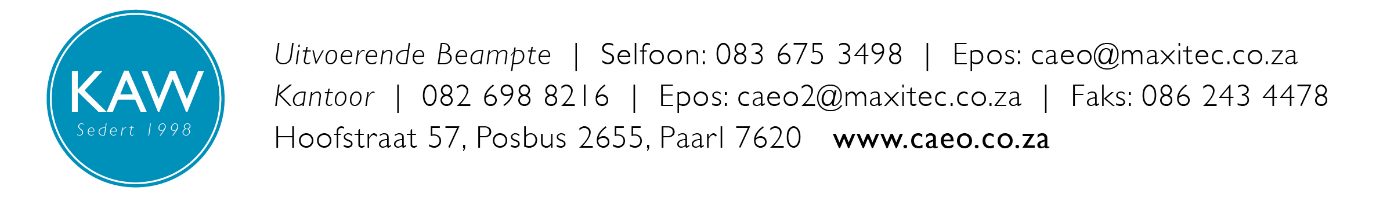 KAW
Sedert 1998
Uitvoerende Beampte | Selfoon: 083 675 3498 | Epos: caeo@maxitec.co.za
Kantoor | 082 698 8216 | Epos: caeo2@maxitec.co.za | Faks: 086 243 4478
Hoofstraat 57, Posbus 2655, Paarl 7620 www.caeo.co.za